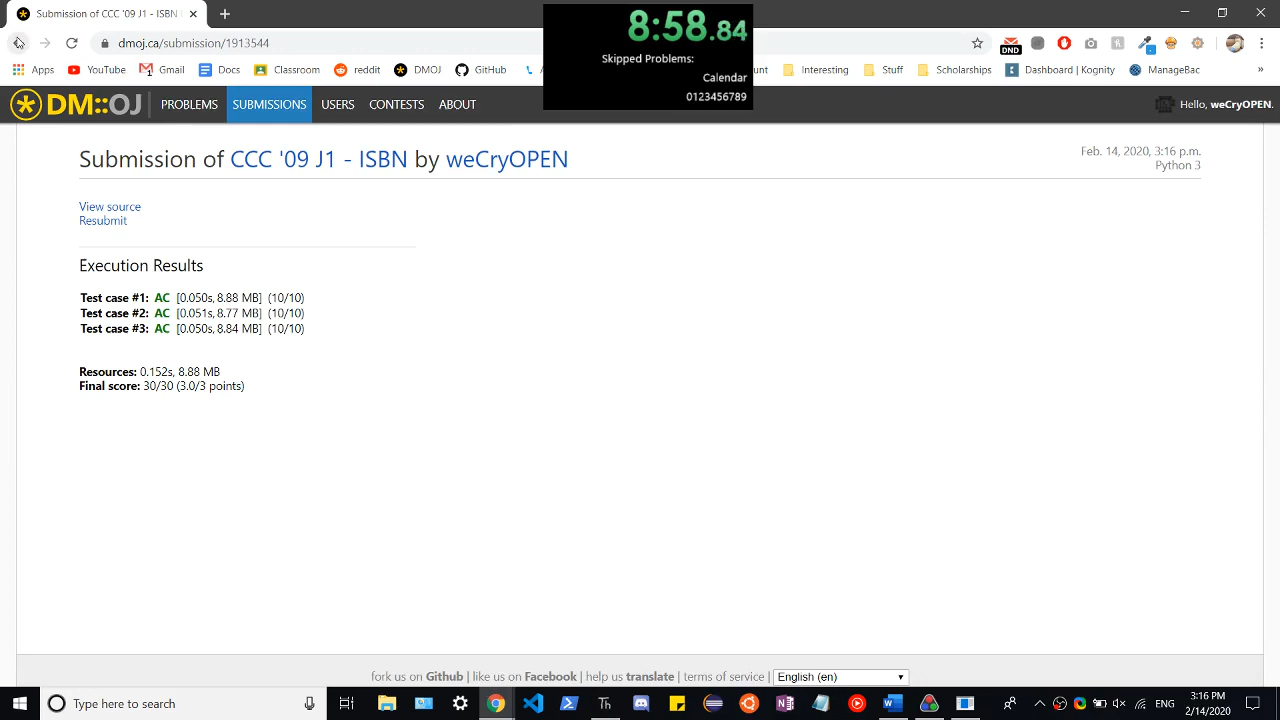 CCC '09 J1 - ISBN
8:58.84
dmoj.ca/submission/1913544
Skipped Problems:
DND
Apps
YouTube
Gmail
Docs
Classroom
reddit
DMOJ
GitHub
Interesting
Stuff
Scholarships
Dashboard | Kognity
ManageBac
»
Calendar
0123456789
DM::OJ
PROBLEMS
SUBMISSIONS
USERS
CONTESTS
ABOUT
Hello, weCryOPEN.
Submission of CCC '09 J1 - ISBN by weCryOPEN
Feb. 14, 2020, 3:16 p.m.
Python 3
View source
Resubmit
Execution Results
Test case #1: AC [0.050s, 8.88 MB] (10/10)
Test case #2: AC [0.051s, 8.77 MB] (10/10)
Test case #3: AC [0.050s, 8.84 MB] (10/10)
Resources: 0.152s, 8.88 MB
Final score: 30/30 (3.0/3 points)
fork us on Github | like us on Facebook | help us translate | terms of service | English (en)
Type here to search
ENG
3:16 PM
2/14/2020